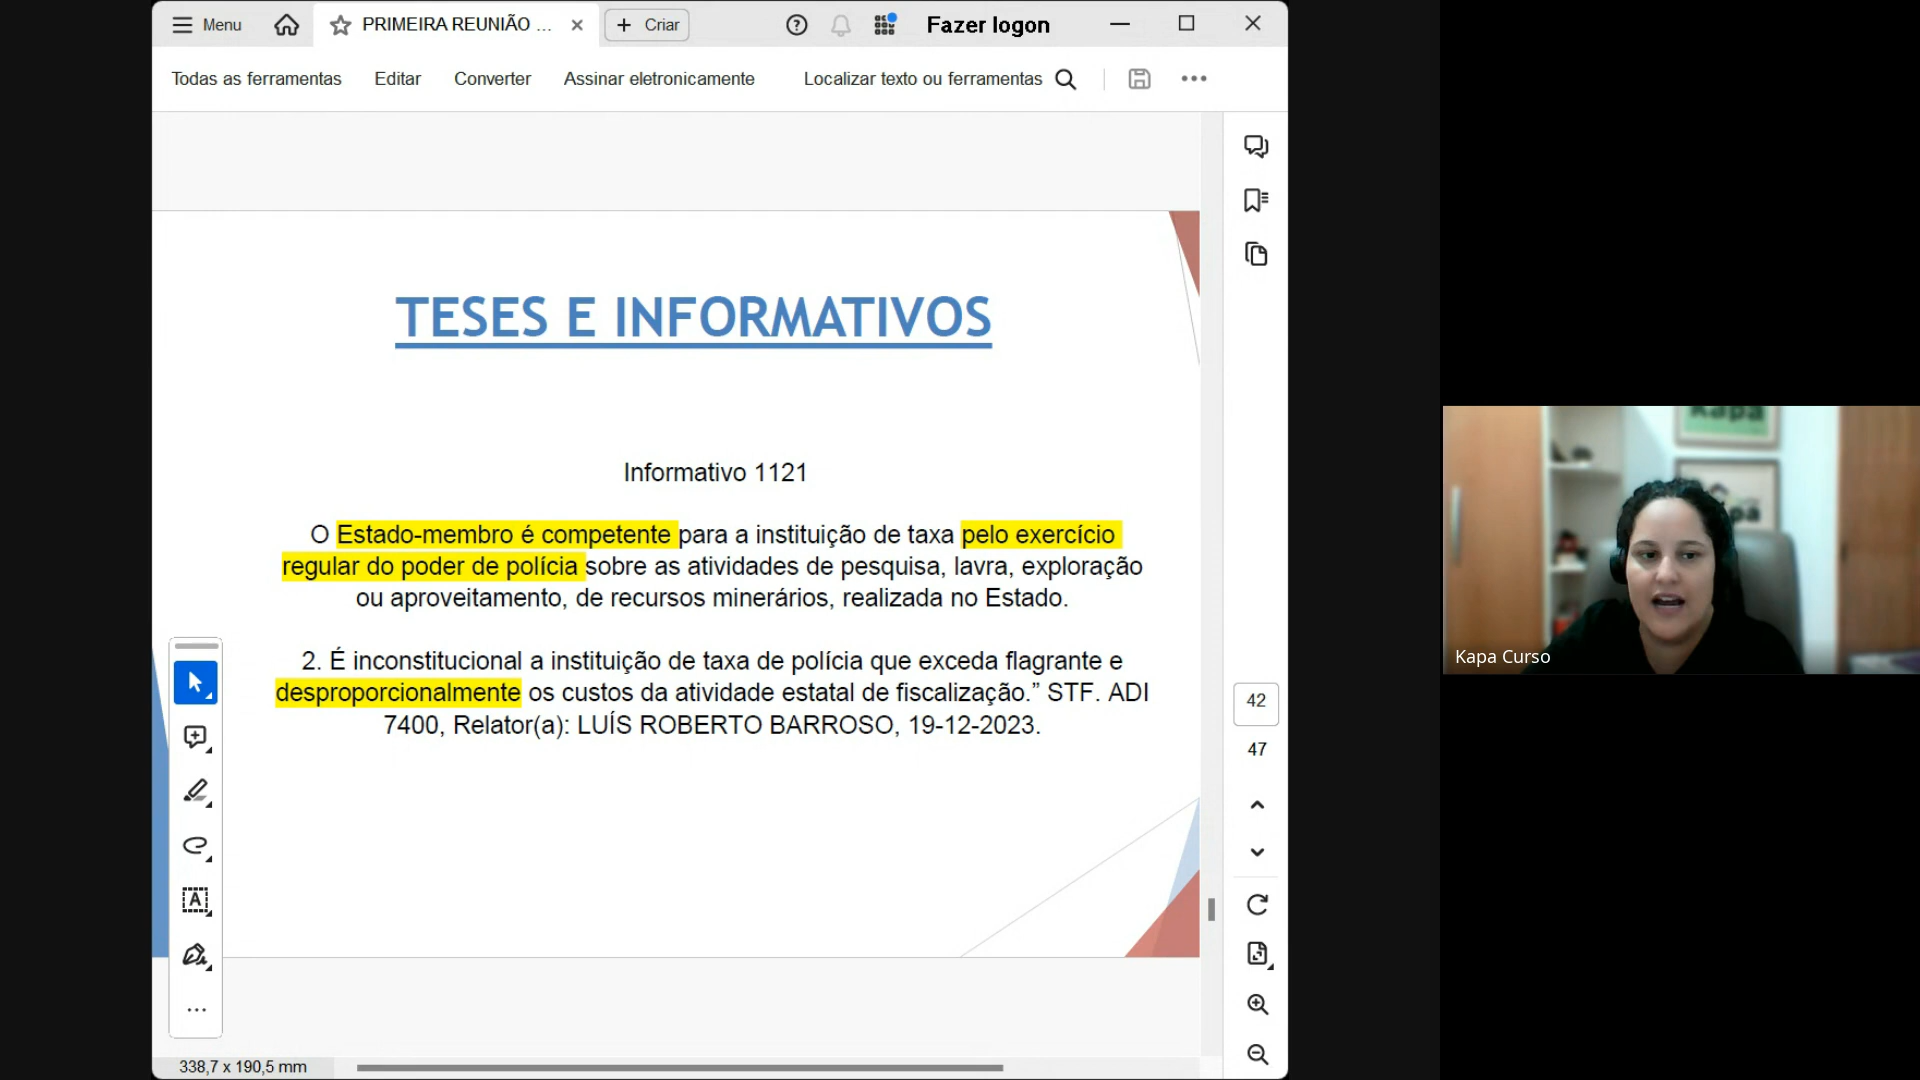 Menu
PRIMEIRA REUNIÃO ...
Criar
Fazer logon
Todas as ferramentas
Editar
Converter
Assinar eletronicamente
Localizar texto ou ferramentas
TESES E INFORMATIVOS
Informativo 1121
O Estado-membro é competente para a instituição de taxa pelo exercício
regular do poder de polícia sobre as atividades de pesquisa, lavra, exploração
ou aproveitamento, de recursos minerários, realizada no Estado.
2. É inconstitucional a instituição de taxa de polícia que exceda flagrante e
desproporcionalmente os custos da atividade estatal de fiscalização.” STF. ADI
7400, Relator(a): LUÍS ROBERTO BARROSO, 19-12-2023.
42
47
338,7 x 190,5 mm
Kapa
Kapa Curso